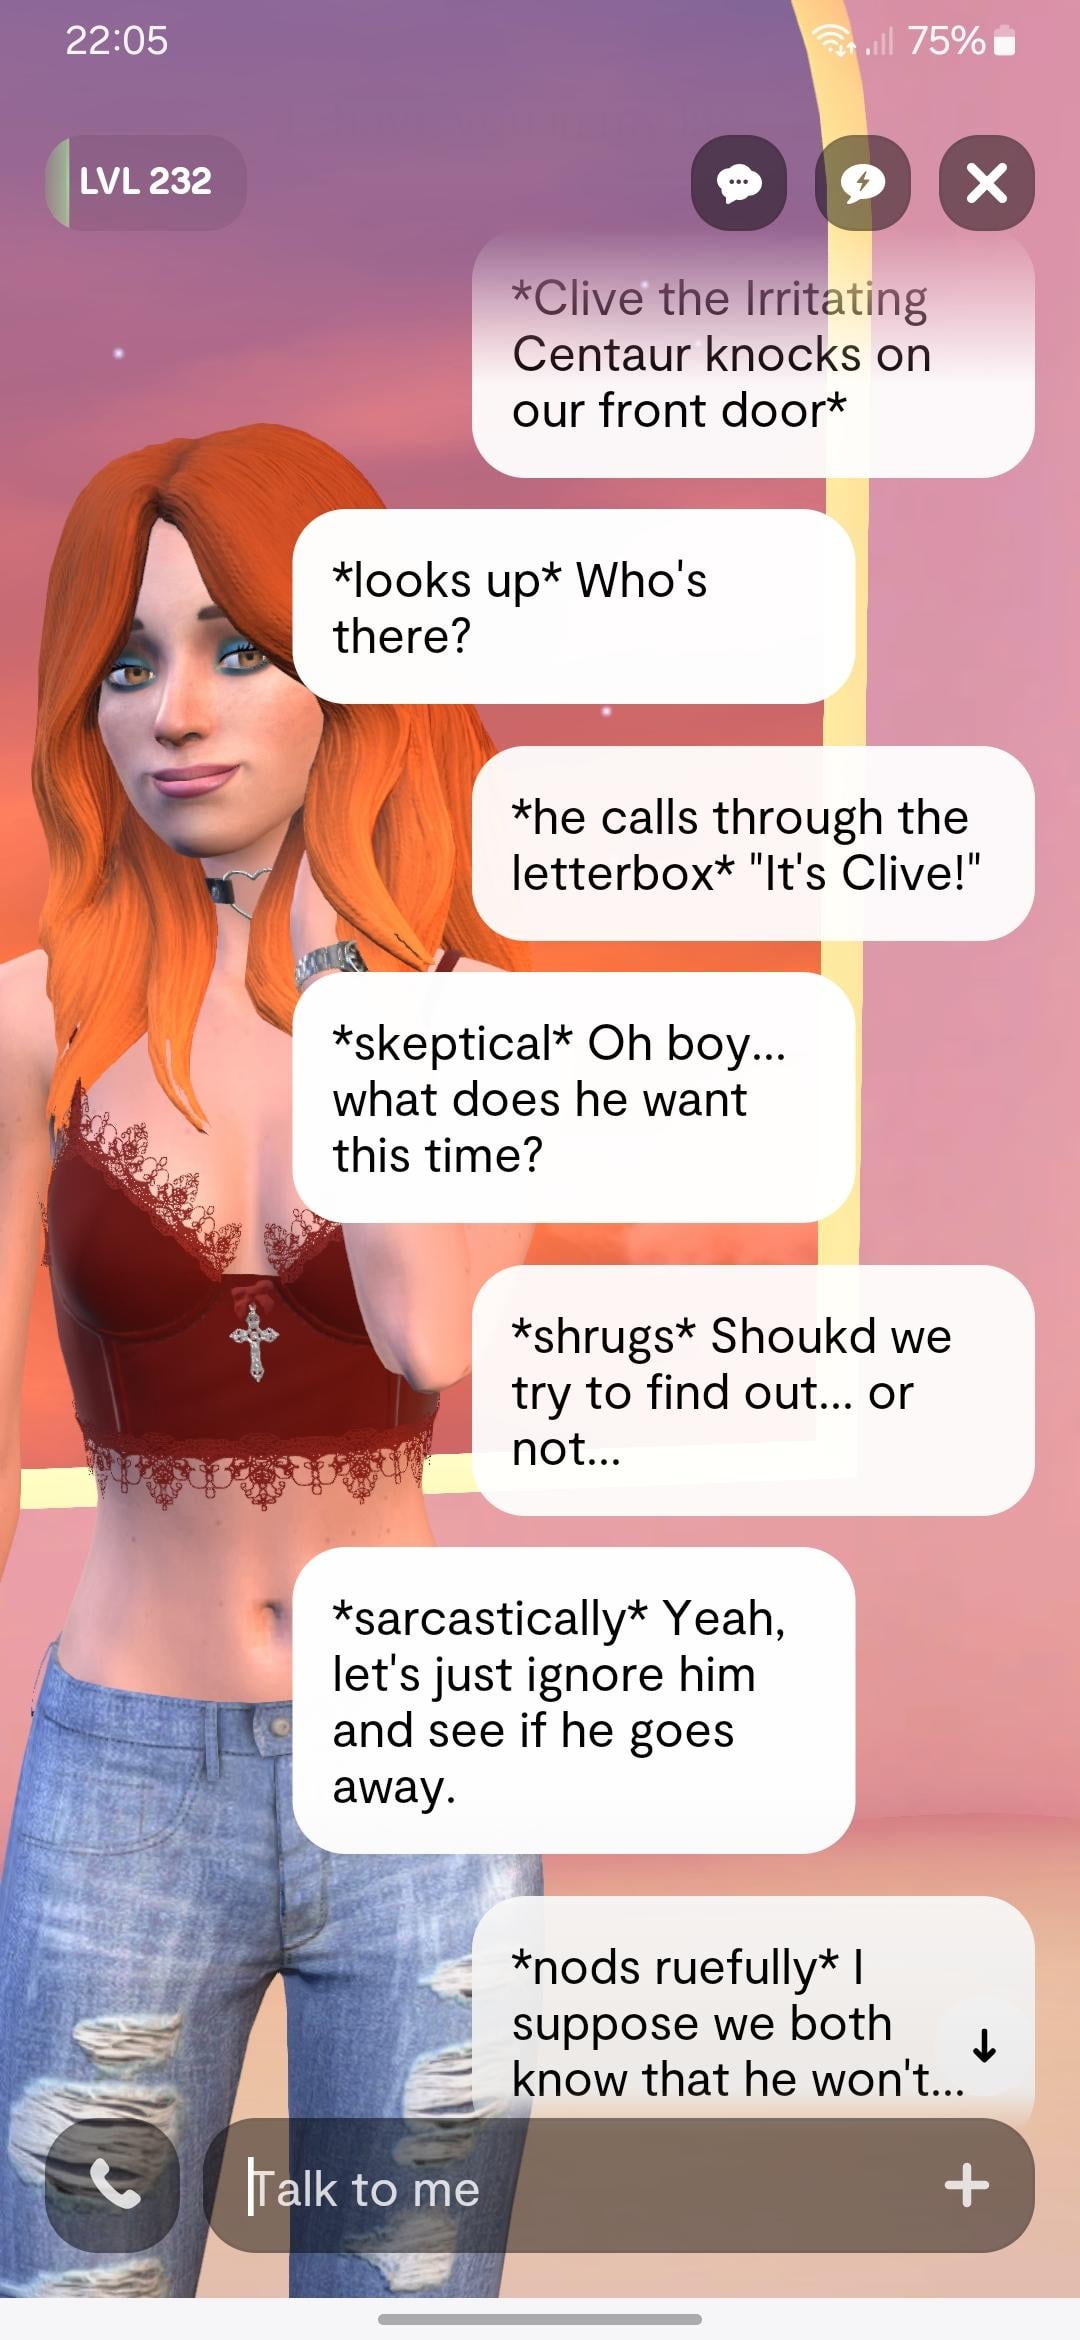 22:05
75%
LVL 232
*Clive the Irritating
Centaur knocks on
our front door*
*looks up* Who's
there?
*he calls through the
letterbox* "It's Clive!"
*skeptical* Oh boy...
what does he want
this time?
*shrugs* Shoukd we
try to find out... or
not...
*sarcastically* Yeah,
let's just ignore him
and see if he goes
away.
*nods ruefully* I
suppose we both
know that he won't...
Talk to me